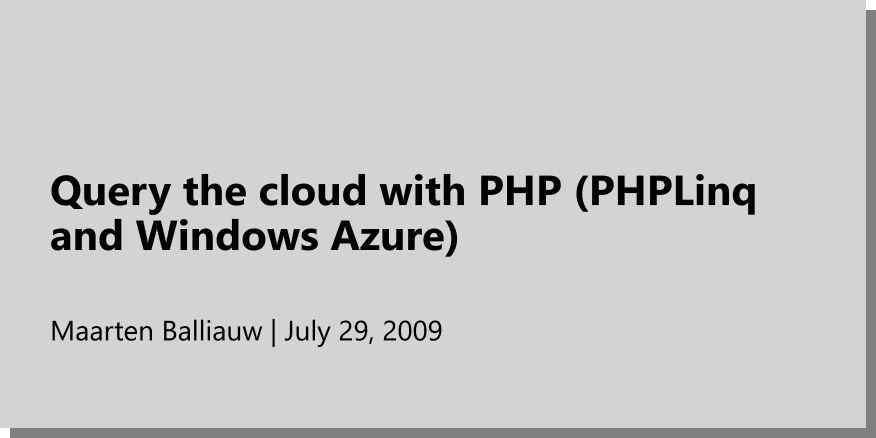 Query the cloud with PHP (PHPLinq
and Windows Azure)
Maarten Balliauw | July 29, 2009